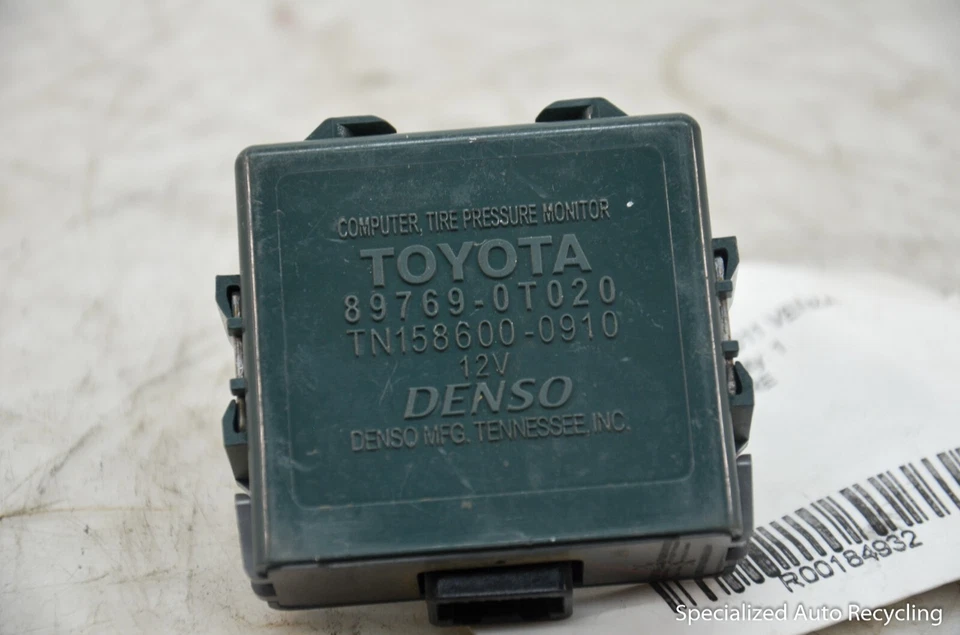 COMPUTER, TIRE PRESSURE MONITOR
TOYOTA
89769-0T020
TN158600-0910
12V
DENSO
DENSO MFG. TENNESSEE, INC.
R00184932
Specialized Auto Recycling